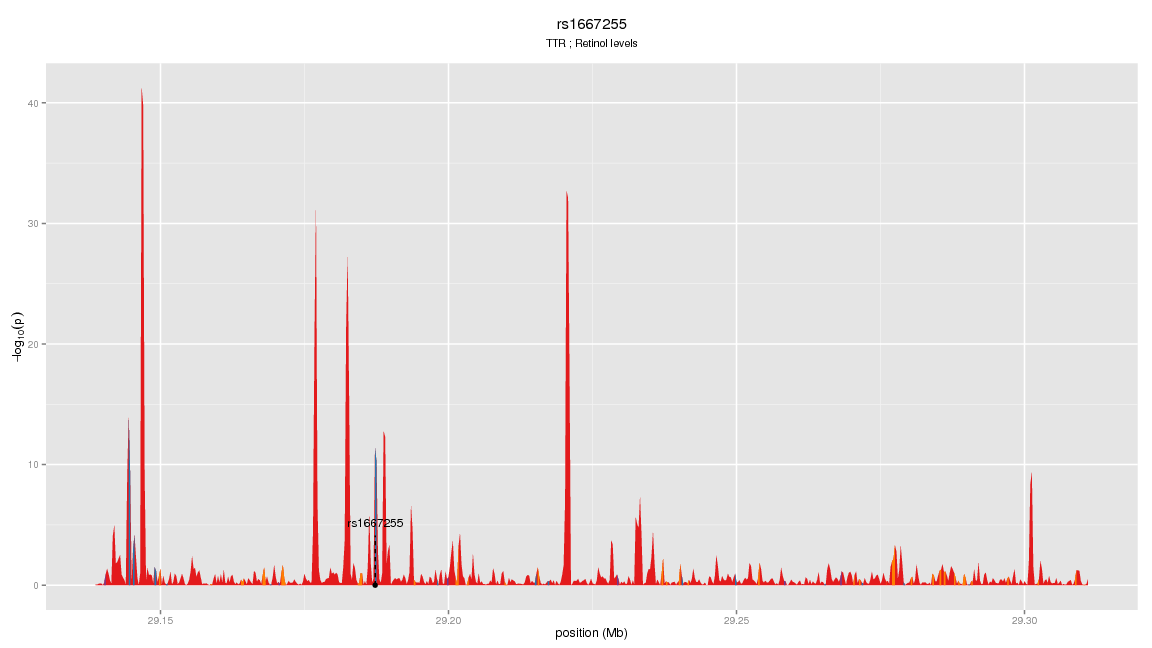 rs1667255
TTR ; Retinol levels
-log10(p)
40
30
20
10
0
rs1667255
29.15
29.20
29.25
29.30
position (Mb)